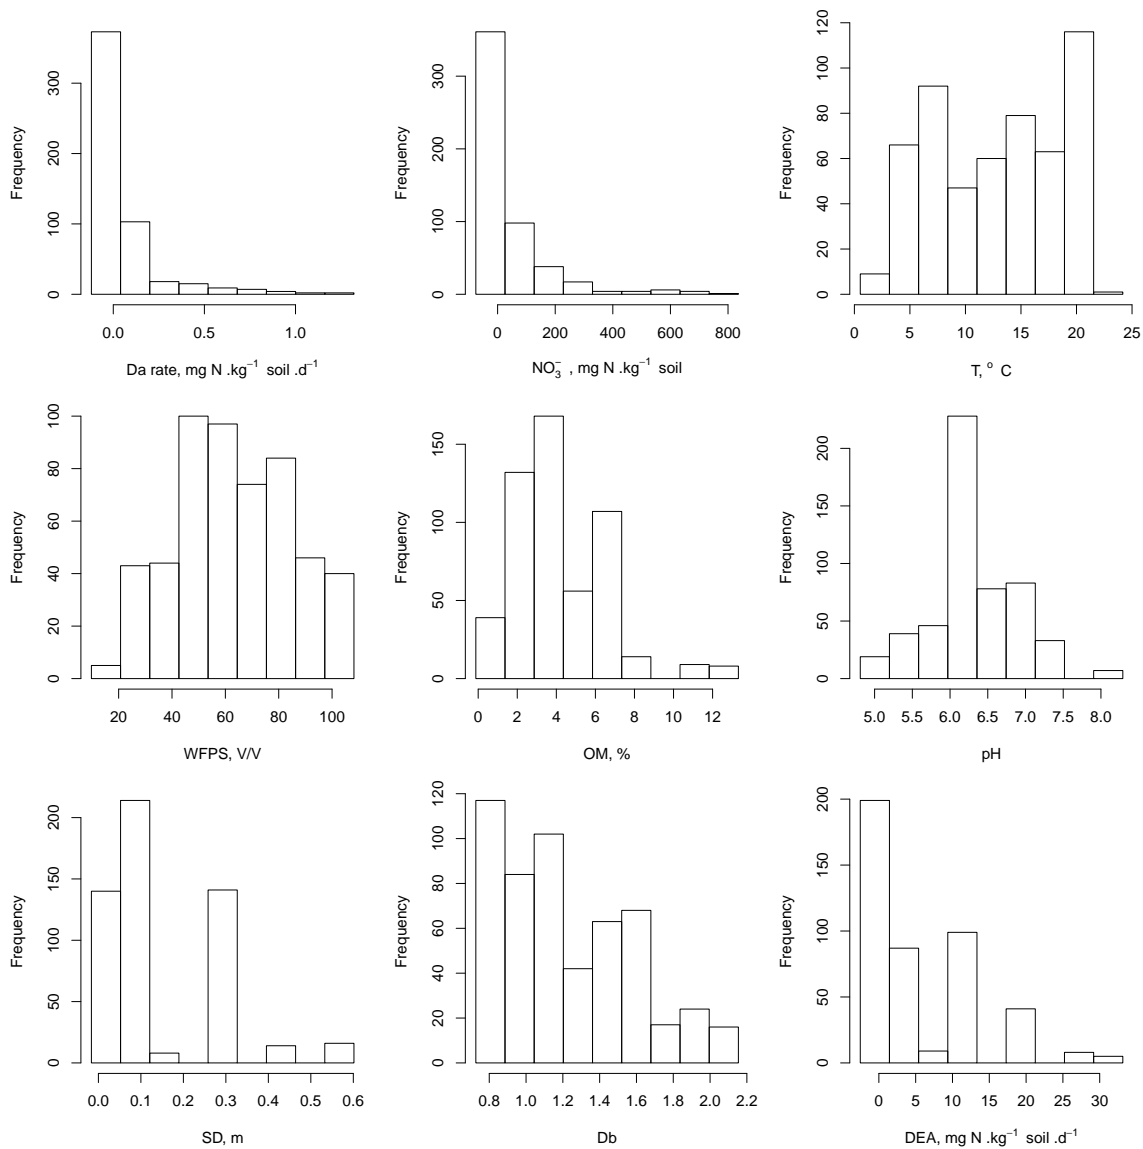 Frequency
0 100 200 300
0.0 0.5 1.0
Da rate, mg N .kg⁻¹ soil .d⁻¹
Frequency
0 100 200 300
0 200 400 600 800
NO₃⁻ , mg N .kg⁻¹ soil
Frequency
0 20 40 60 80 100 120
0 5 10 15 20 25
T, ° C
Frequency
0 20 40 60 80 100
20 40 60 80 100
WFPS, V/V
Frequency
0 50 100 150
0 2 4 6 8 10 12
OM, %
Frequency
0 50 100 150 200
5.0 5.5 6.0 6.5 7.0 7.5 8.0
pH
Frequency
0 50 100 150 200
0.0 0.1 0.2 0.3 0.4 0.5 0.6
SD, m
Frequency
0 20 40 60 80 100 120
0.8 1.0 1.2 1.4 1.6 1.8 2.0 2.2
Db
Frequency
0 50 100 150 200
0 5 10 15 20 25 30
DEA, mg N .kg⁻¹ soil .d⁻¹